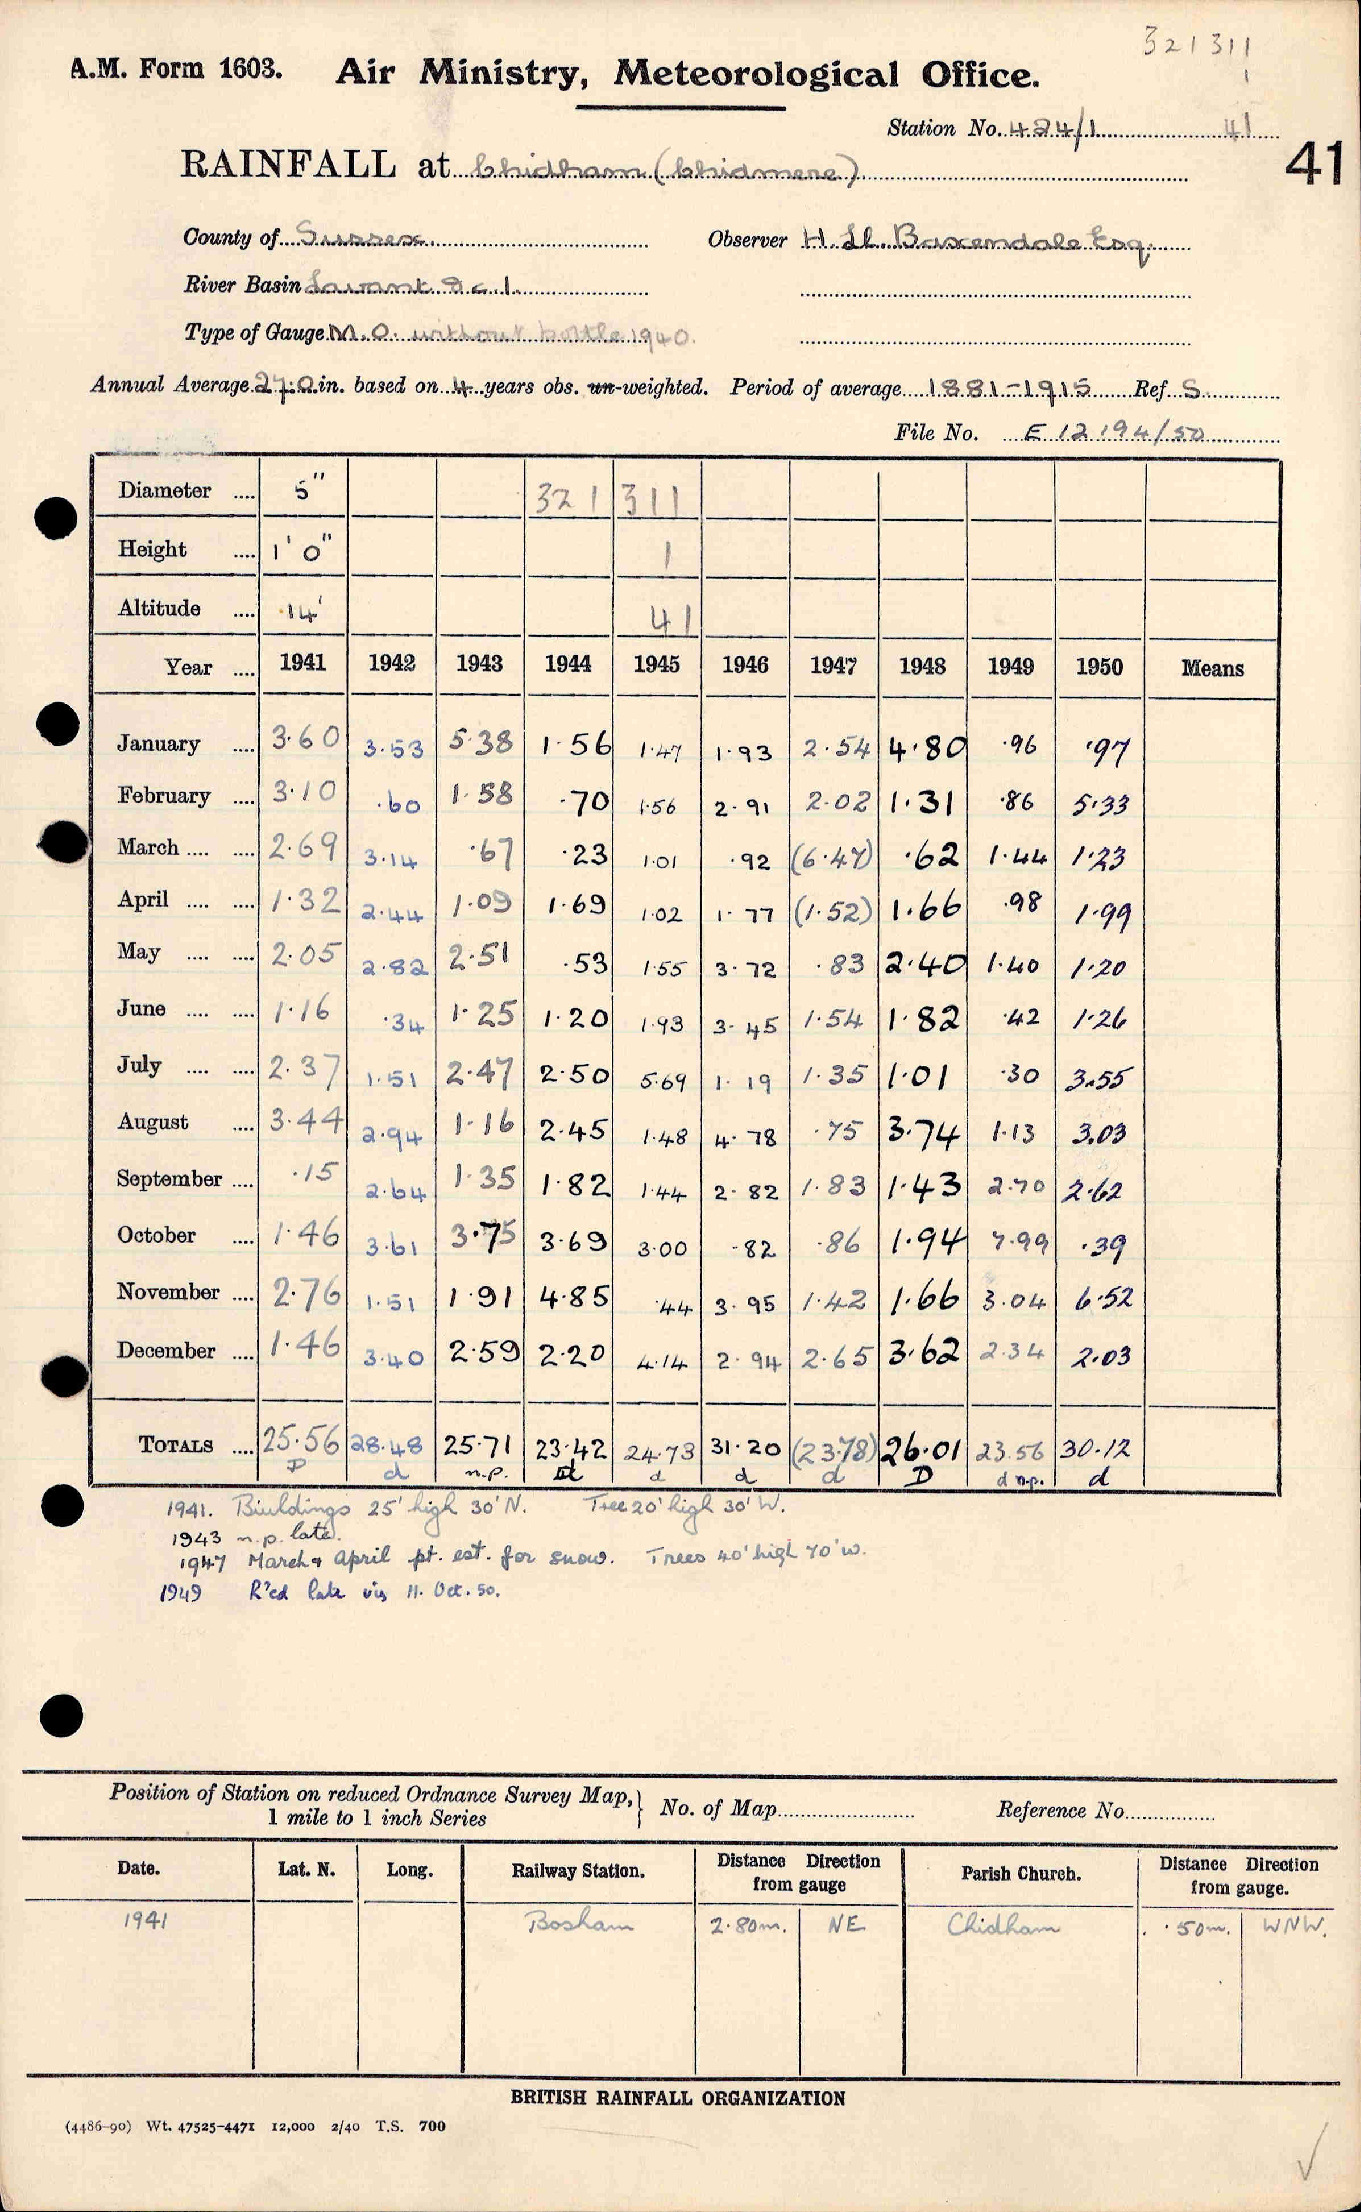 321311
1
A.M. Form 1603. Air Ministry, Meteorological Office.
Station No. 424/1 41
41
RAINFALL at Chidham (Chidmere)
County of Sussex. Observer H. Ll. Baxendale Esq.
River Basin Lavant &c 1.
Type of Gauge M.O. without bottle 1940.
Annual Average 27.0 in. based on 4 years obs. un-weighted. Period of average 1881-1915 Ref. S.
File No. E 12194/50
Diameter .... 5" 321 311
Height .... 1' 0" 1
Altitude .... 14' 41
Year .... 1941 1942 1943 1944 1945 1946 1947 1948 1949 1950 Means
January .... 3.60 3.53 5.38 1.56 1.47 1.93 2.54 4.80 .96 .97
February .... 3.10 .60 1.58 .70 1.56 2.91 2.02 1.31 .86 5.33
March .... .... 2.69 3.14 .67 .23 1.01 .92 (6.47) .62 1.44 1.23
April .... .... 1.32 2.44 1.09 1.69 1.02 1.77 (1.52) 1.66 .98 1.99
May .... .... 2.05 2.82 2.51 .53 1.55 3.72 .83 2.40 1.40 1.20
June .... .... 1.16 .34 1.25 1.20 1.93 3.45 1.54 1.82 .42 1.26
July .... .... 2.37 1.51 2.47 2.50 5.69 1.19 1.35 1.01 .30 3.55
August .... 3.44 2.94 1.16 2.45 1.48 4.78 .75 3.74 1.13 3.03
September .... .15 2.64 1.35 1.82 1.44 2.82 1.83 1.43 2.70 2.62
October .... 1.46 3.61 3.75 3.69 3.00 .82 .86 1.94 7.99 .39
November .... 2.76 1.51 1.91 4.85 .44 3.95 1.42 1.66 3.04 6.52
December .... 1.46 3.40 2.59 2.20 4.14 2.94 2.65 3.62 2.34 2.03
TOTALS .... 25.56 28.48 25.71 23.42 24.73 31.20 (23.78) 26.01 23.56 30.12
D d n.p. d d d D d n.p. d
1941. Buildings 25' high 30' N. Tree 20' high 30' W.
1943 n.p. late.
1947 March & April pt. est. for snow. Trees 40' high 70' W.
1949 R'ed late vis 11. Oct. 50.
Position of Station on reduced Ordnance Survey Map, } No. of Map Reference No.
1 mile to 1 inch Series
Date. Lat. N. Long. Railway Station. Distance Direction from gauge Parish Church. Distance Direction from gauge.
1941 Bosham 2.80m. NE Chidham .50m. WNW.
BRITISH RAINFALL ORGANIZATION
(4486-90) Wt. 47525-4471 12,000 2/40 T.S. 700